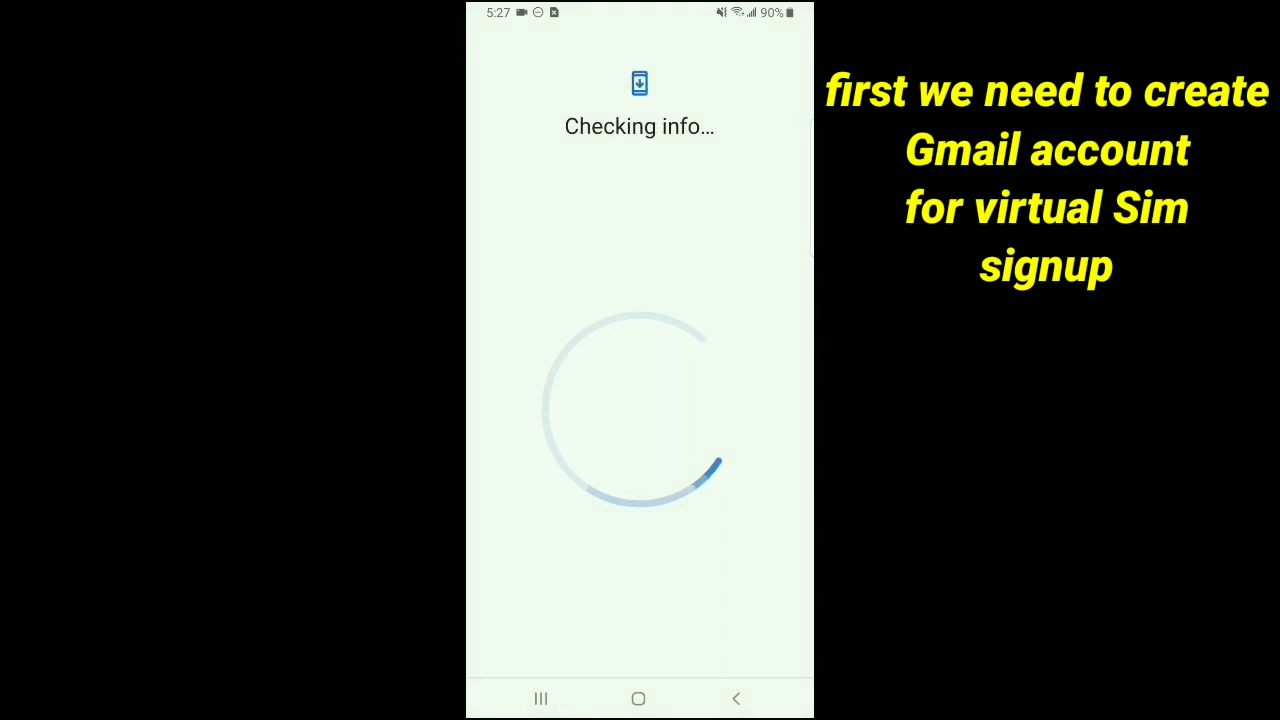 5:27
90%
Checking info...
first we need to create
Gmail account
for virtual Sim
signup